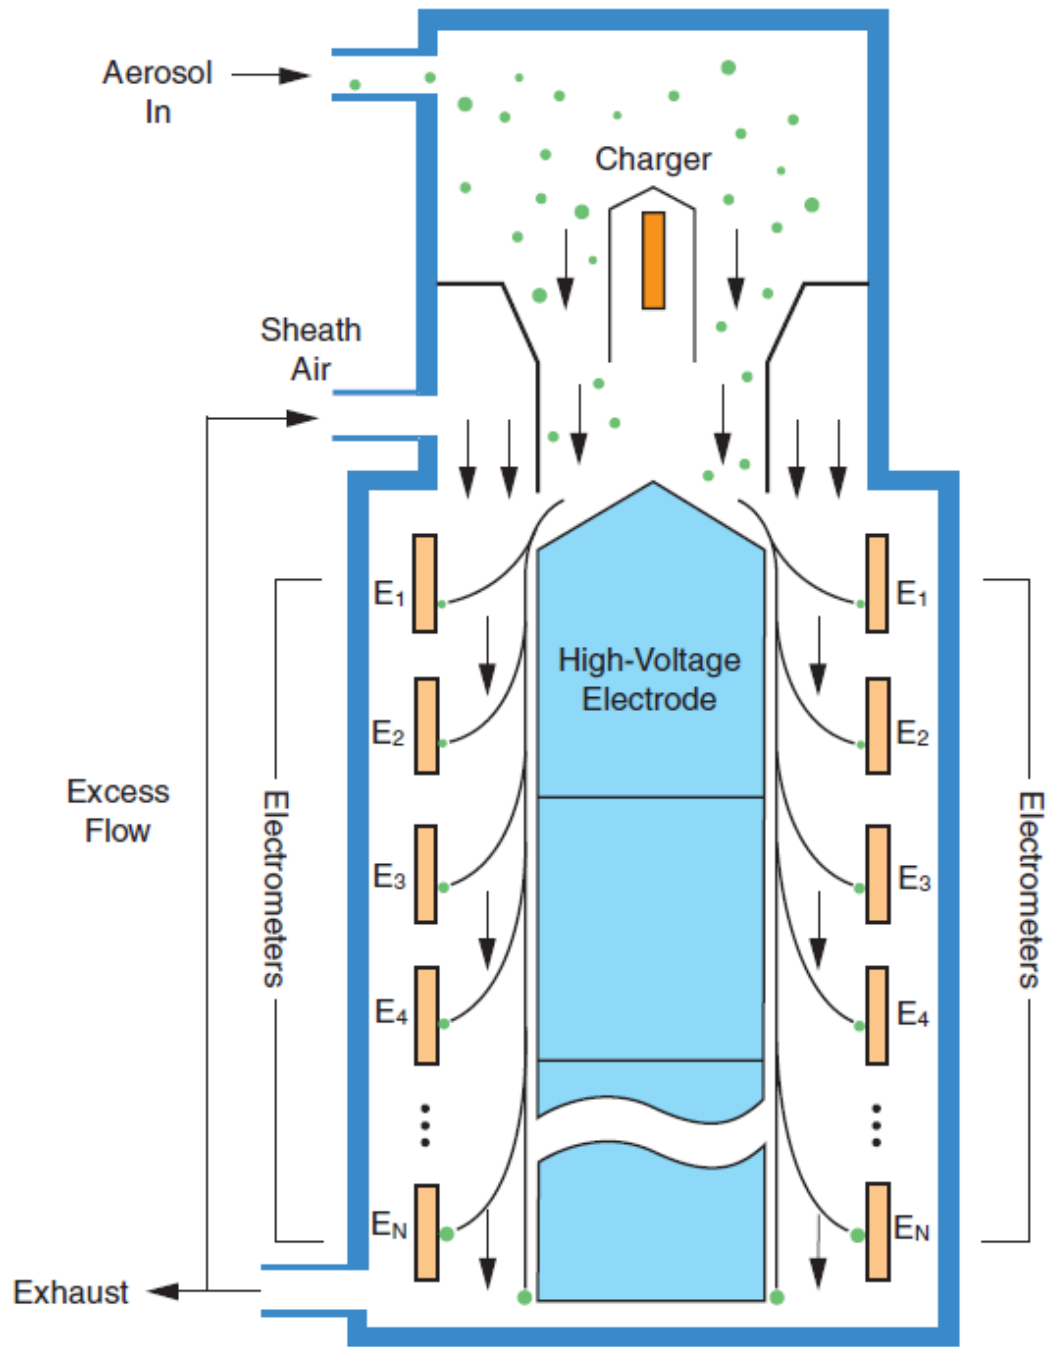 Aerosol
In
Charger
Sheath
Air
E1
E1
High-Voltage
Electrode
E2
E2
Excess
Flow
Electrometers
Electrometers
E3
E3
E4
E4
EN
EN
Exhaust